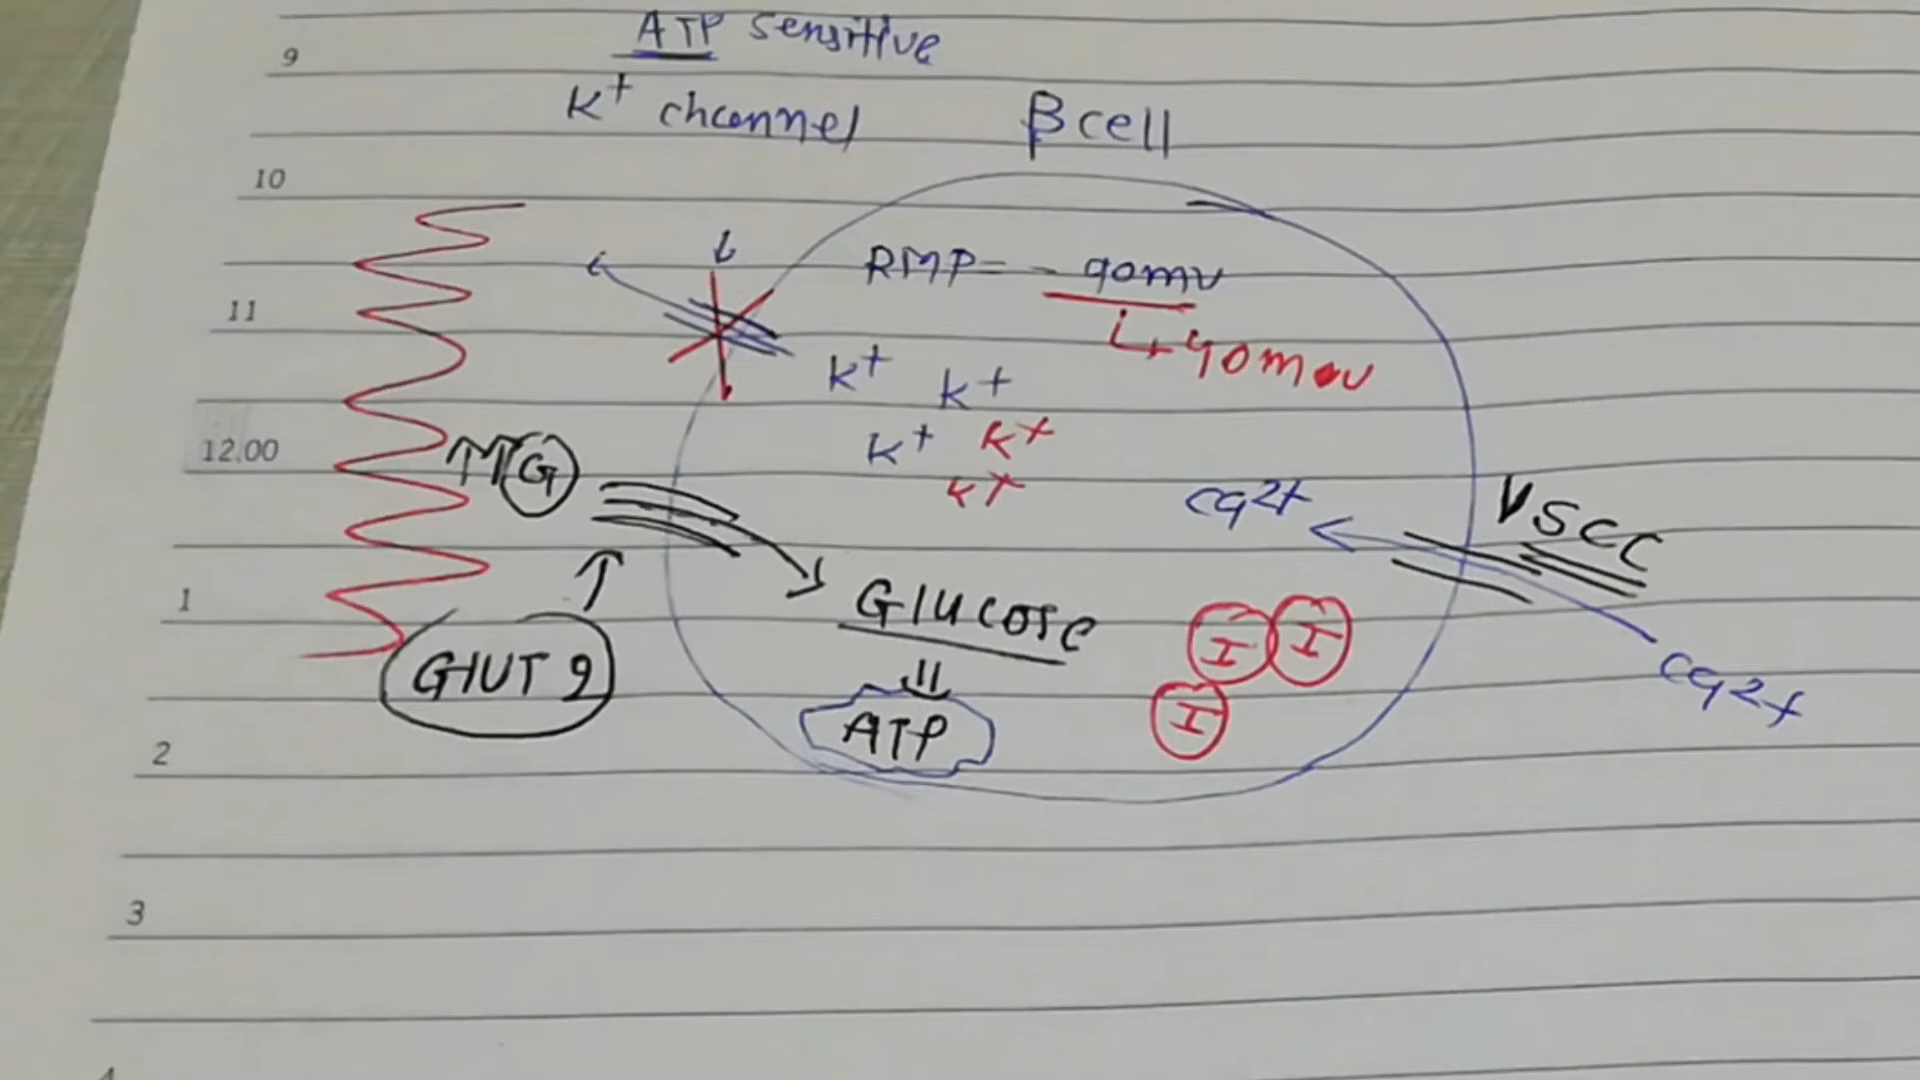 9
ATP sensitive
K+ channel
β cell
10
RMP = - 90mv
11
↳ 40mv
K+ K+
K+ K+
K+
12.00
↑↑ G
Ca2+
VSCC
1
Glucose
I I
GLUT 2
Ca2+
I
ATP
2
3
4